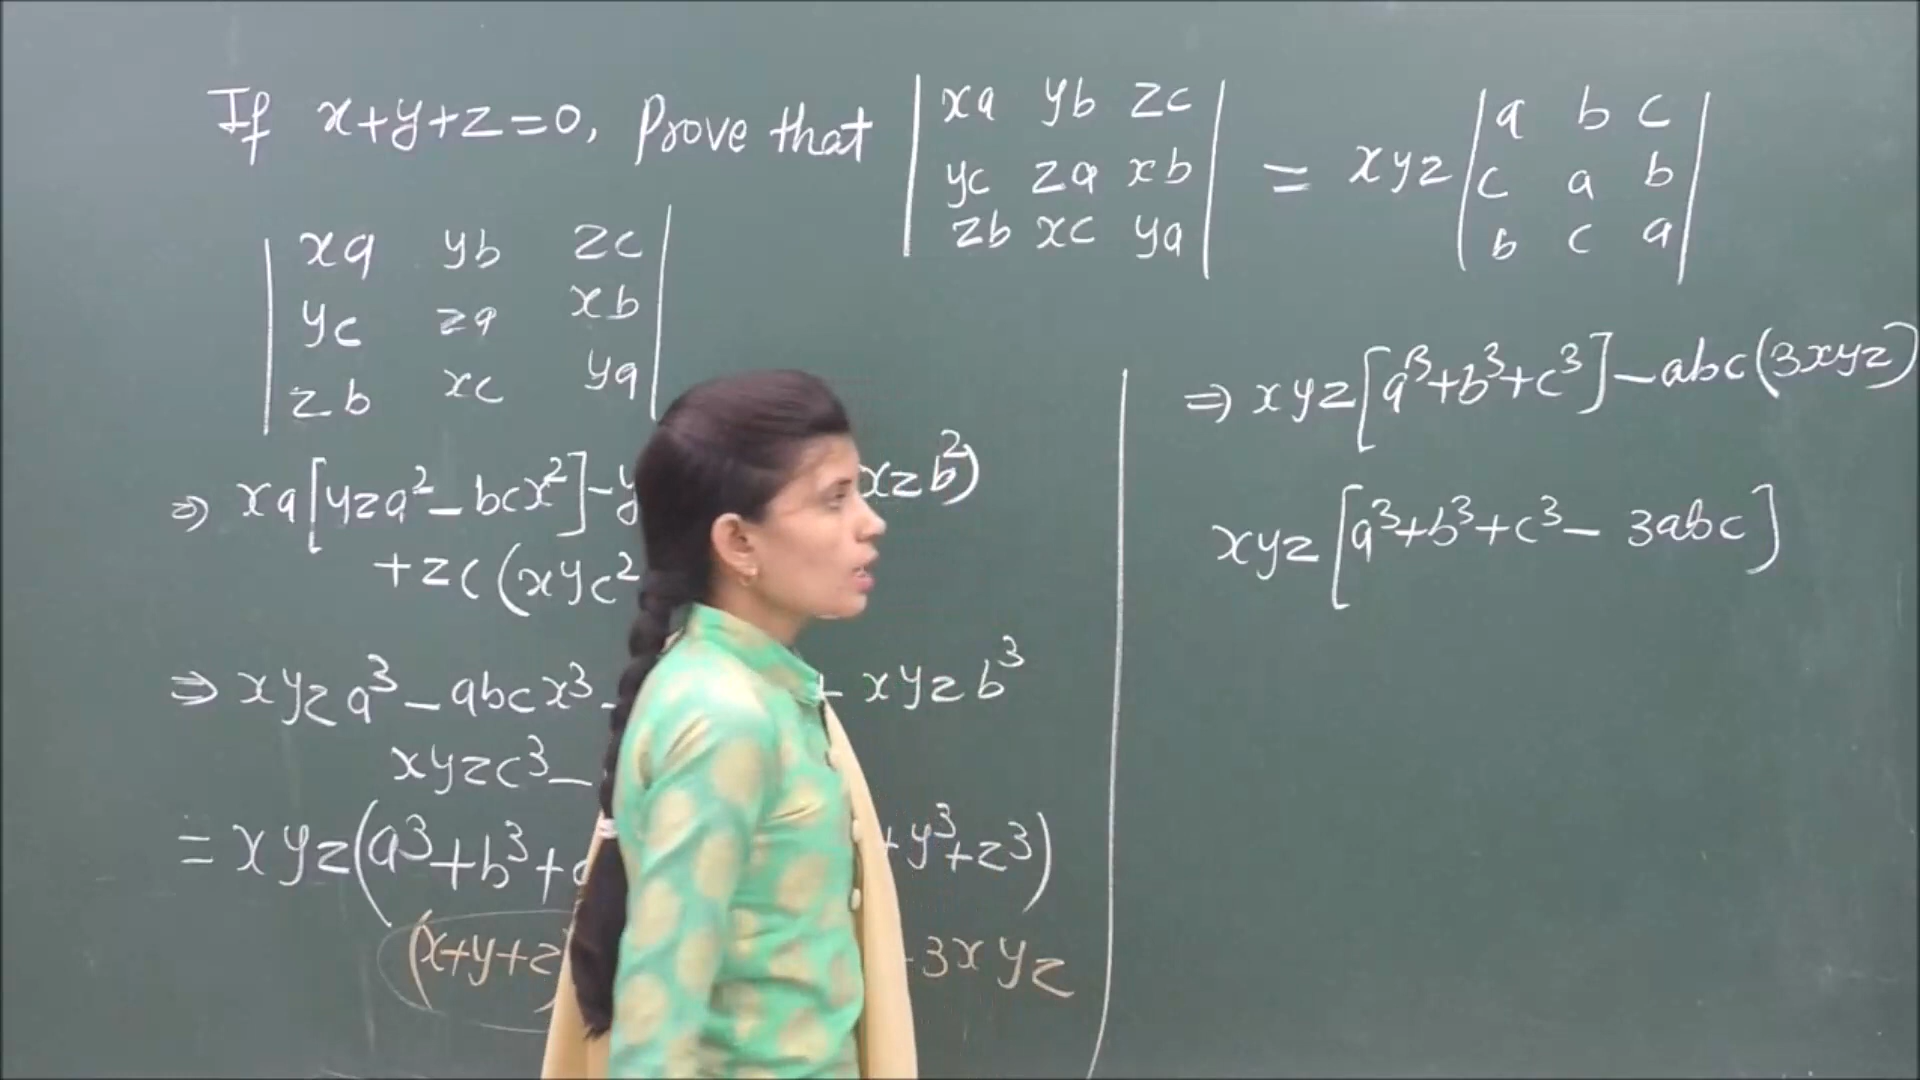 If x+y+z=0, Prove that | xa yb zc | = xyz | a b c |
| yc za xb | | c a b |
| zb xc ya | | b c a |
| xa yb zc |
| yc za xb |
| zb xc ya |
⇒ xa[yza²-bcx²]-y xzb²)
+zc(xyc²
⇒ xyza³-abcx³- + xyzb³
xyzc³-
= xyz(a³+b³+c +y³+z³)
(x+y+z) 3xyz
⇒ xyz[a³+b³+c³]-abc(3xyz)
xyz[a³+b³+c³-3abc]